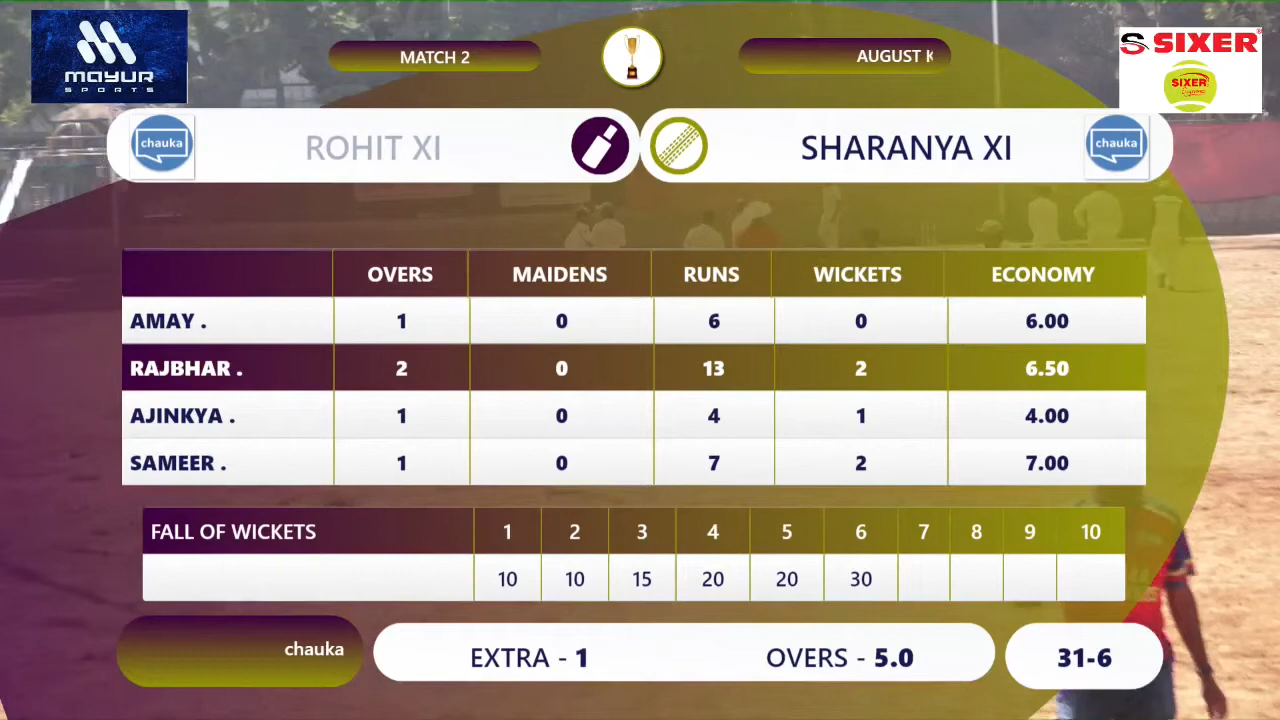 MAYUR
SPORTS
MATCH 2
AUGUST K
S SIXER
SIXER
chauka
ROHIT XI
SHARANYA XI
chauka
OVERS MAIDENS RUNS WICKETS ECONOMY
AMAY . 1 0 6 0 6.00
RAJBHAR . 2 0 13 2 6.50
AJINKYA . 1 0 4 1 4.00
SAMEER . 1 0 7 2 7.00
FALL OF WICKETS 1 2 3 4 5 6 7 8 9 10
10 10 15 20 20 30
chauka
EXTRA - 1 OVERS - 5.0 31-6